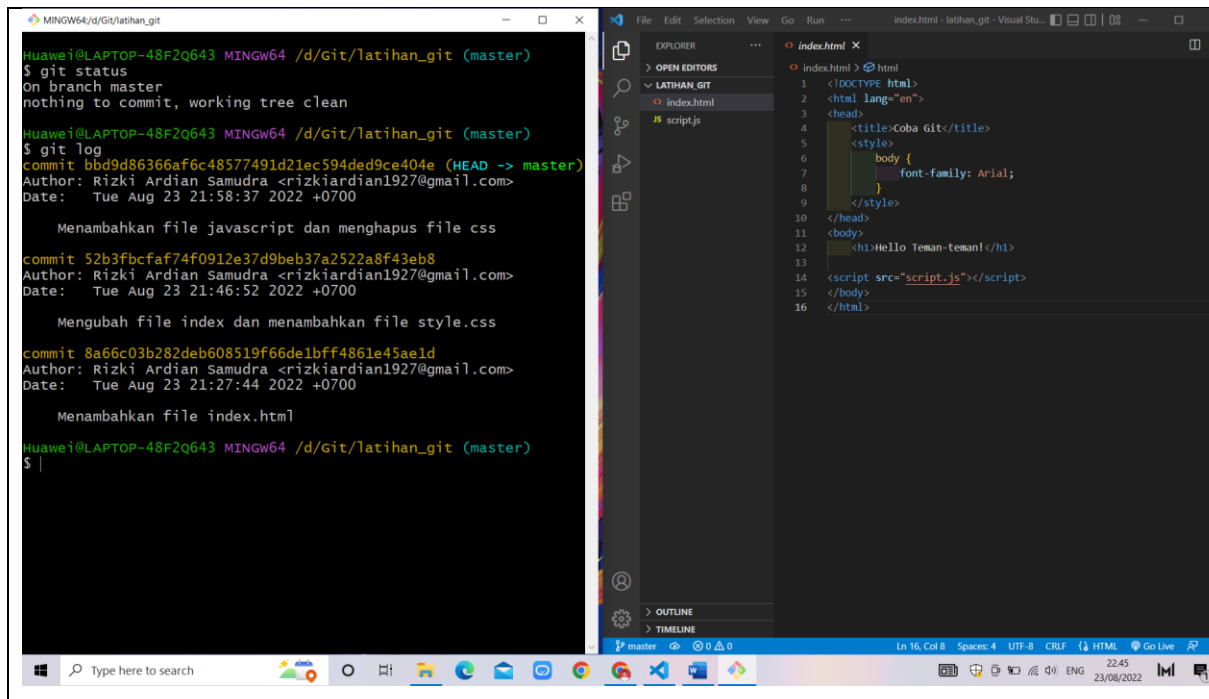 MINGW64:/d/Git/latihan_git
Huawei@LAPTOP-48F2Q643 MINGW64 /d/Git/latihan_git (master)
$ git status
On branch master
nothing to commit, working tree clean
Huawei@LAPTOP-48F2Q643 MINGW64 /d/Git/latihan_git (master)
$ git log
commit bbd9d86366af6c48577491d21ec594ded9ce404e (HEAD -> master)
Author: Rizki Ardian Samudra <rizkiardian1927@gmail.com>
Date:   Tue Aug 23 21:58:37 2022 +0700
    Menambahkan file javascript dan menghapus file css
commit 52b3fbcfaf74f0912e37d9beb37a2522a8f43eb8
Author: Rizki Ardian Samudra <rizkiardian1927@gmail.com>
Date:   Tue Aug 23 21:46:52 2022 +0700
    Mengubah file index dan menambahkan file style.css
commit 8a66c03b282deb608519f66de1bff4861e45ae1d
Author: Rizki Ardian Samudra <rizkiardian1927@gmail.com>
Date:   Tue Aug 23 21:27:44 2022 +0700
    Menambahkan file index.html
Huawei@LAPTOP-48F2Q643 MINGW64 /d/Git/latihan_git (master)
$
File Edit Selection View Go Run ··· index.html - latihan_git - Visual Stu...
EXPLORER ···
OPEN EDITORS
LATIHAN_GIT
index.html
JS script.js
OUTLINE
TIMELINE
index.html ×
index.html > html
1 <!DOCTYPE html>
2 <html lang="en">
3 <head>
4     <title>Coba Git</title>
5     <style>
6         body {
7             font-family: Arial;
8         }
9     </style>
10 </head>
11 <body>
12     <h1>Hello Teman-teman!</h1>
13
14 <script src="script.js"></script>
15 </body>
16 </html>
master 0 0 Ln 16, Col 8 Spaces: 4 UTF-8 CRLF HTML Go Live
Type here to search
ENG
22.45
23/08/2022